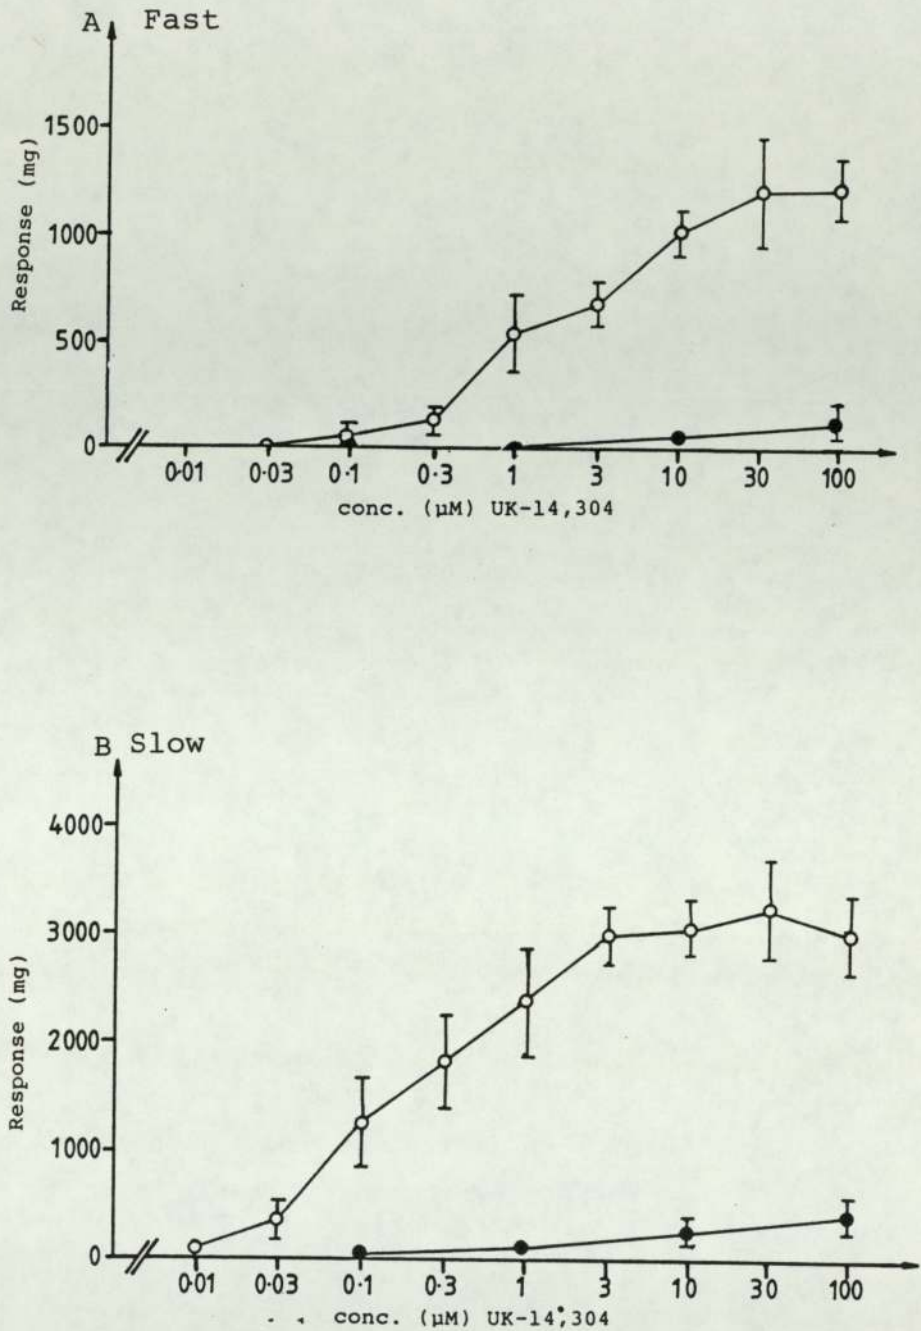 A Fast
Response (mg)
1500
1000
500
0
0·01 0·03 0·1 0·3 1 3 10 30 100
conc. (µM) UK-14,304
B Slow
Response (mg)
4000
3000
2000
1000
0
0·01 0·03 0·1 0·3 1 3 10 30 100
conc. (µM) UK-14,304